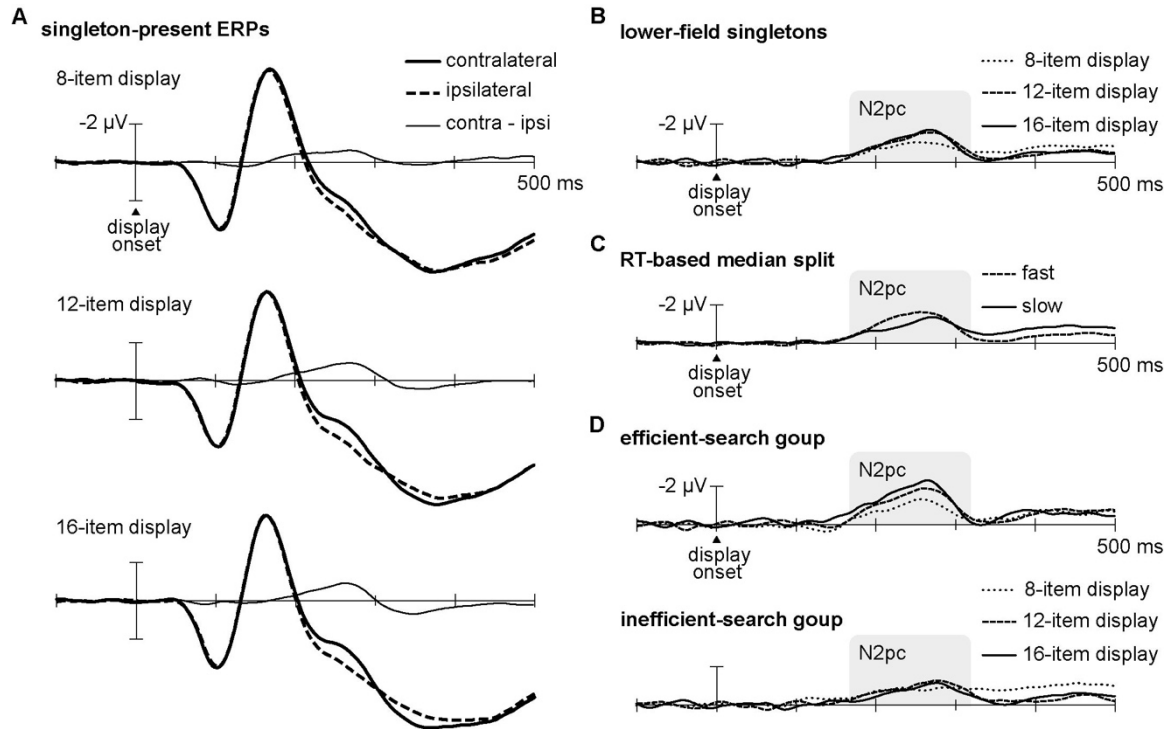 A
singleton-present ERPs
8-item display
contralateral
ipsilateral
contra - ipsi
-2 µV
500 ms
display
onset
12-item display
16-item display
B
lower-field singletons
8-item display
12-item display
16-item display
N2pc
-2 µV
display
onset
500 ms
C
RT-based median split
fast
slow
N2pc
-2 µV
display
onset
500 ms
D
efficient-search goup
N2pc
-2 µV
display
onset
500 ms
inefficient-search goup
8-item display
12-item display
16-item display
N2pc